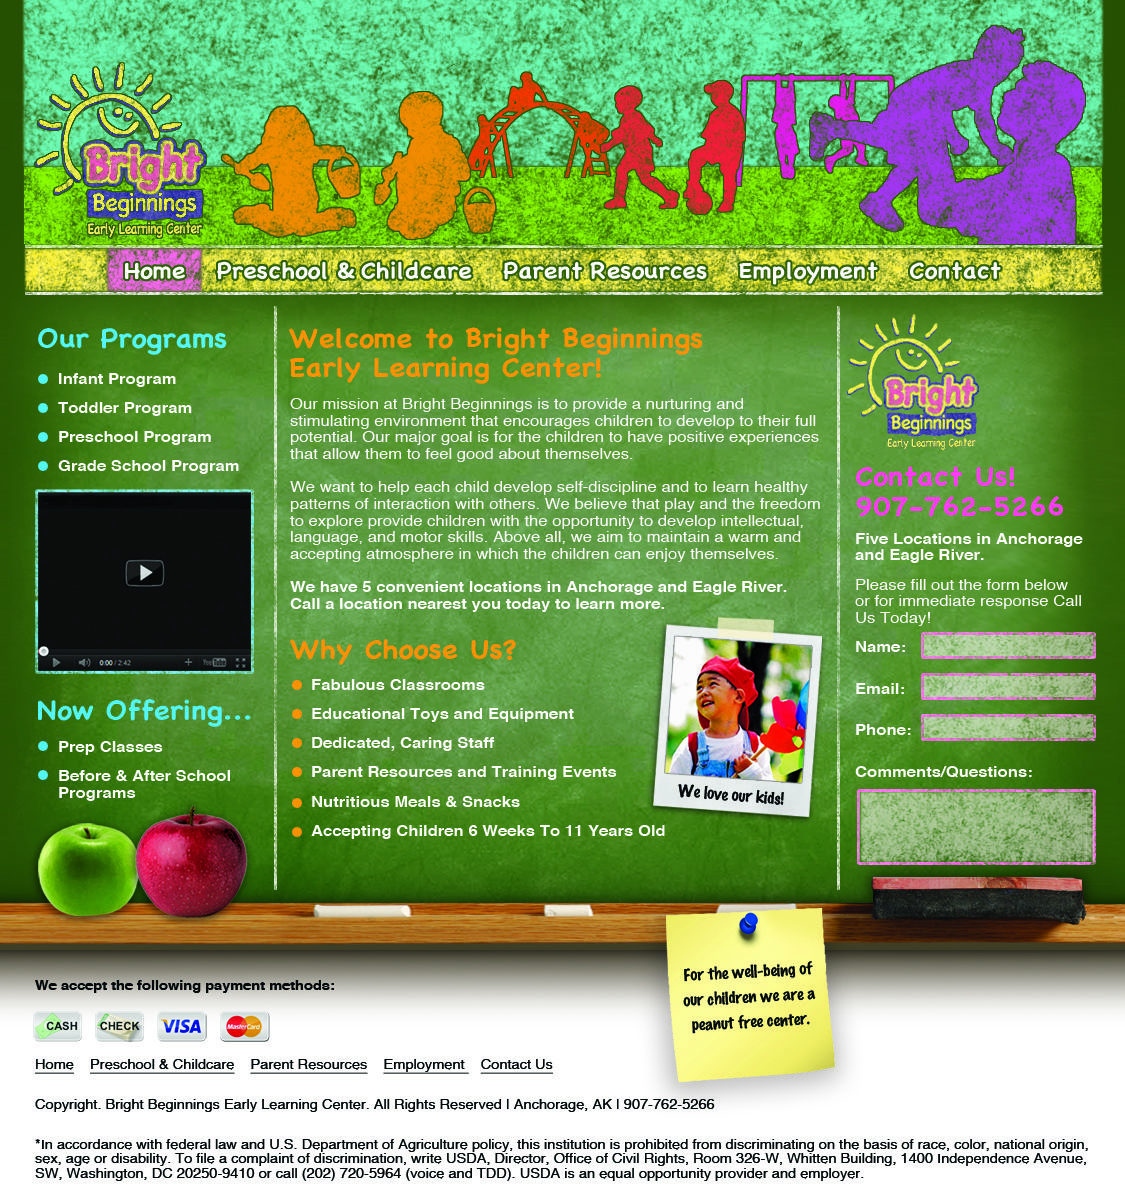 Bright
Beginnings
Early Learning Center
Home
Preschool & Childcare
Parent Resources
Employment
Contact
Our Programs
Infant Program
Toddler Program
Preschool Program
Grade School Program
0:00 / 2:42
YouTube
Now Offering...
Prep Classes
Before & After School
Programs
Welcome to Bright Beginnings
Early Learning Center!
Our mission at Bright Beginnings is to provide a nurturing and
stimulating environment that encourages children to develop to their full
potential. Our major goal is for the children to have positive experiences
that allow them to feel good about themselves.
We want to help each child develop self-discipline and to learn healthy
patterns of interaction with others. We believe that play and the freedom
to explore provide children with the opportunity to develop intellectual,
language, and motor skills. Above all, we aim to maintain a warm and
accepting atmosphere in which the children can enjoy themselves.
We have 5 convenient locations in Anchorage and Eagle River.
Call a location nearest you today to learn more.
Why Choose Us?
Fabulous Classrooms
Educational Toys and Equipment
Dedicated, Caring Staff
Parent Resources and Training Events
Nutritious Meals & Snacks
Accepting Children 6 Weeks To 11 Years Old
We love our kids!
Bright
Beginnings
Early Learning Center
Contact Us!
907-762-5266
Five Locations in Anchorage
and Eagle River.
Please fill out the form below
or for immediate response Call
Us Today!
Name:
Email:
Phone:
Comments/Questions:
For the well-being of
our children we are a
peanut free center.
We accept the following payment methods:
CASH
CHECK
VISA
MasterCard
Home
Preschool & Childcare
Parent Resources
Employment
Contact Us
Copyright. Bright Beginnings Early Learning Center. All Rights Reserved | Anchorage, AK | 907-762-5266
*In accordance with federal law and U.S. Department of Agriculture policy, this institution is prohibited from discriminating on the basis of race, color, national origin,
sex, age or disability. To file a complaint of discrimination, write USDA, Director, Office of Civil Rights, Room 326-W, Whitten Building, 1400 Independence Avenue,
SW, Washington, DC 20250-9410 or call (202) 720-5964 (voice and TDD). USDA is an equal opportunity provider and employer.